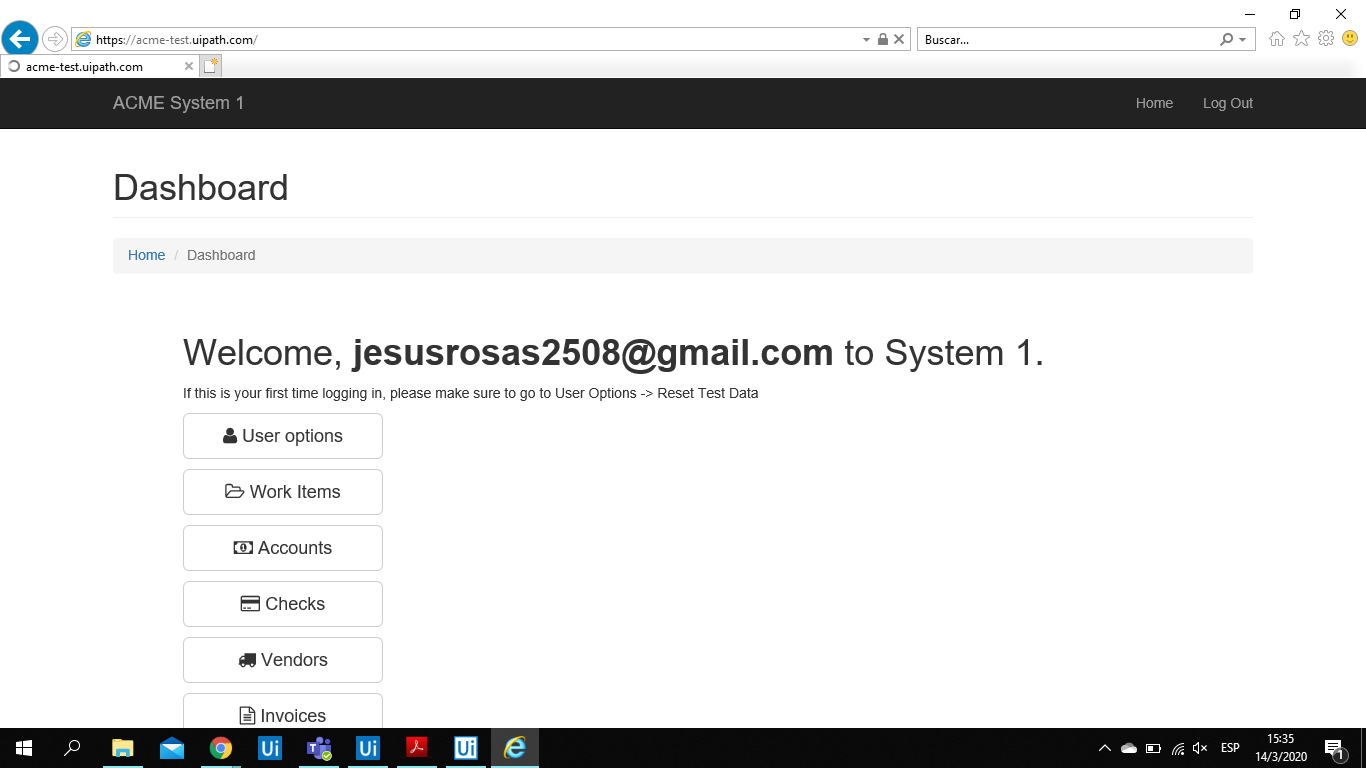 https://acme-test.uipath.com/
Buscar...
acme-test.uipath.com
ACME System 1
Home
Log Out
Dashboard
Home / Dashboard
Welcome, jesusrosas2508@gmail.com to System 1.
If this is your first time logging in, please make sure to go to User Options -> Reset Test Data
User options
Work Items
Accounts
Checks
Vendors
Invoices
Ui
Ui
Ui
ESP
15:35
14/3/2020
1